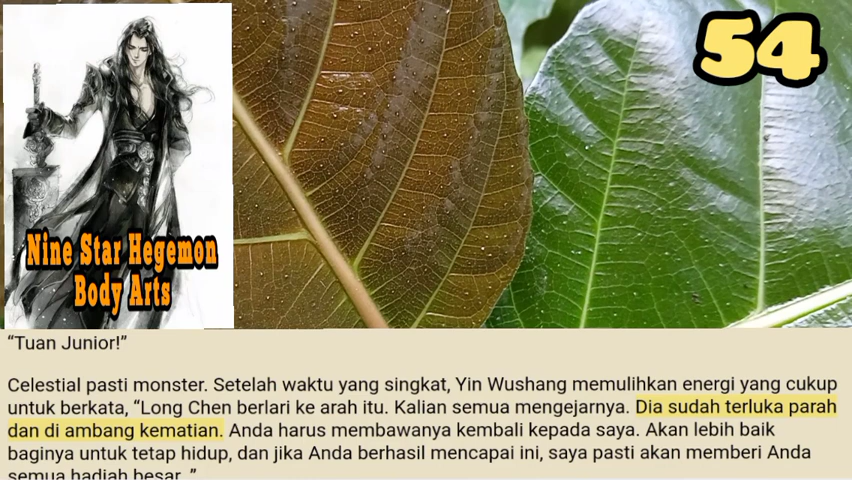 54
Nine Star Hegemon
Body Arts
“Tuan Junior!”
Celestial pasti monster. Setelah waktu yang singkat, Yin Wushang memulihkan energi yang cukup
untuk berkata, “Long Chen berlari ke arah itu. Kalian semua mengejarnya. Dia sudah terluka parah
dan di ambang kematian. Anda harus membawanya kembali kepada saya. Akan lebih baik
baginya untuk tetap hidup, dan jika Anda berhasil mencapai ini, saya pasti akan memberi Anda
semua hadiah besar. ”